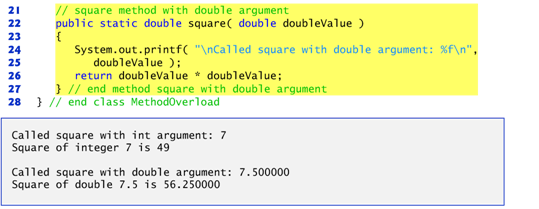 21 // square method with double argument
22 public static double square( double doubleValue )
23 {
24 System.out.printf( "\nCalled square with double argument: %f\n",
25 doubleValue );
26 return doubleValue * doubleValue;
27 } // end method square with double argument
28 } // end class MethodOverload
Called square with int argument: 7
Square of integer 7 is 49
Called square with double argument: 7.500000
Square of double 7.5 is 56.250000